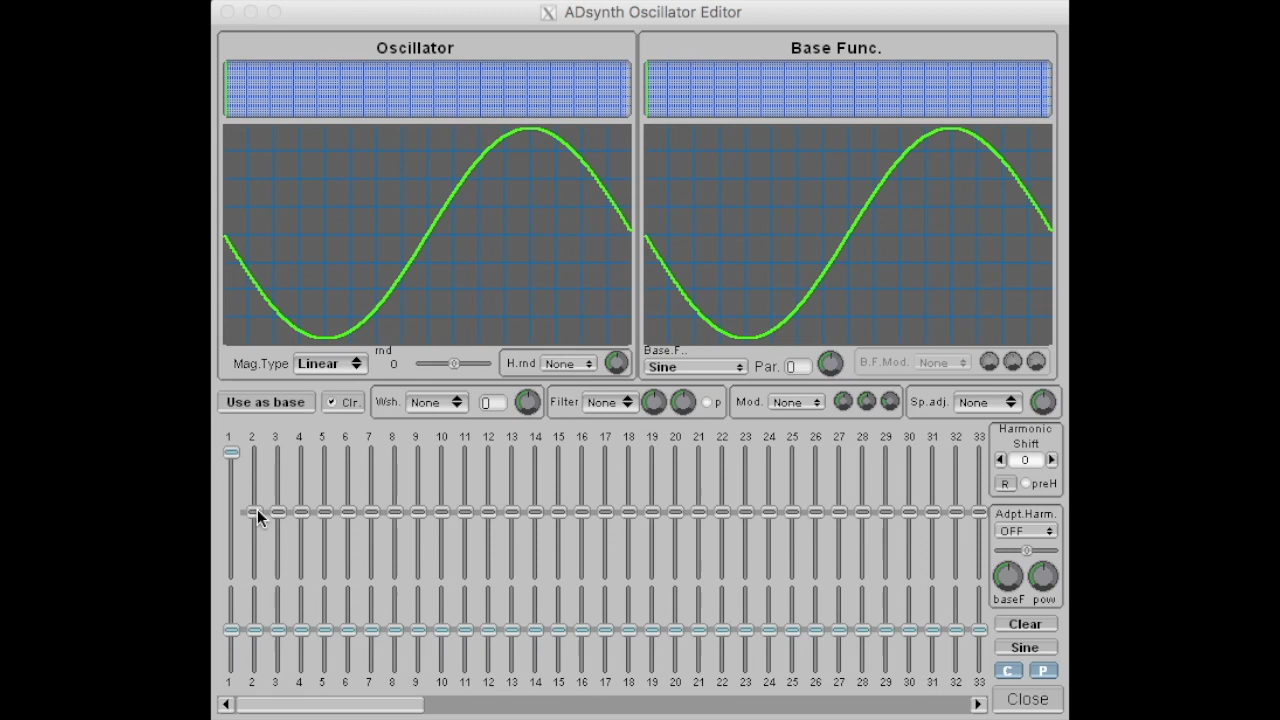 X ADsynth Oscillator Editor
Oscillator
Base Func.
Mag.Type Linear rnd 0 H.rnd None
Base.F.. Sine Par. 0 B.F.Mod. None
Use as base Clr. Wsh. None 0 Filter None p Mod. None Sp.adj. None
1 2 3 4 5 6 7 8 9 10 11 12 13 14 15 16 17 18 19 20 21 22 23 24 25 26 27 28 29 30 31 32 33
Harmonic
Shift
0
R preH
Adpt.Harm.
OFF
baseF pow
Clear
Sine
C P
1 2 3 4 5 6 7 8 9 10 11 12 13 14 15 16 17 18 19 20 21 22 23 24 25 26 27 28 29 30 31 32 33
Close